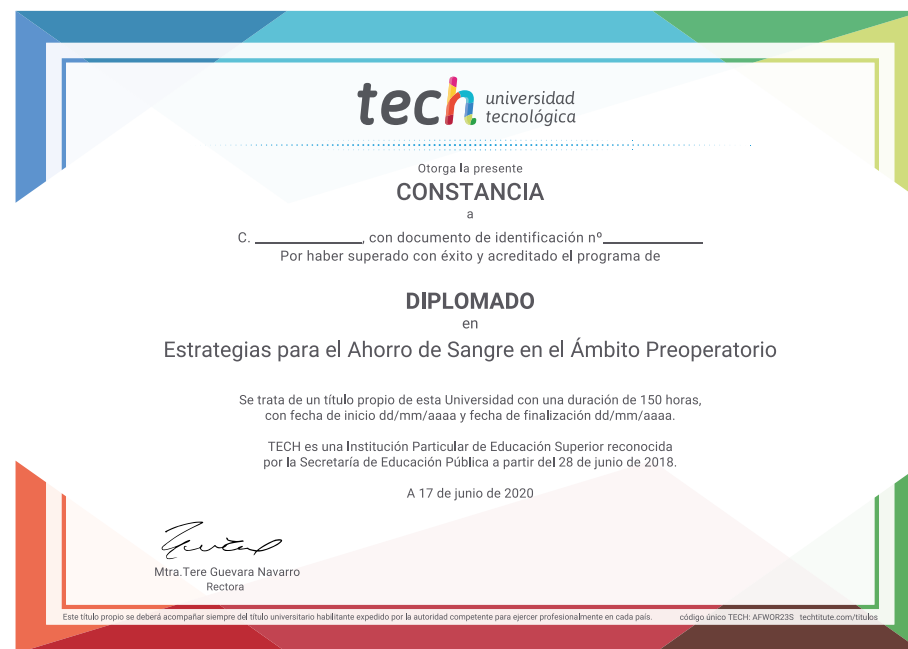 tech universidad
tecnológica
Otorga la presente
CONSTANCIA
a
C. ______________, con documento de identificación nº_____________
Por haber superado con éxito y acreditado el programa de
DIPLOMADO
en
Estrategias para el Ahorro de Sangre en el Ámbito Preoperatorio
Se trata de un título propio de esta Universidad con una duración de 150 horas,
con fecha de inicio dd/mm/aaaa y fecha de finalización dd/mm/aaaa.
TECH es una Institución Particular de Educación Superior reconocida
por la Secretaría de Educación Pública a partir del 28 de junio de 2018.
A 17 de junio de 2020
Mtra.Tere Guevara Navarro
Rectora
Este título propio se deberá acompañar siempre del título universitario habilitante expedido por la autoridad competente para ejercer profesionalmente en cada país. código único TECH: AFWOR23S techtitute.com/titulos